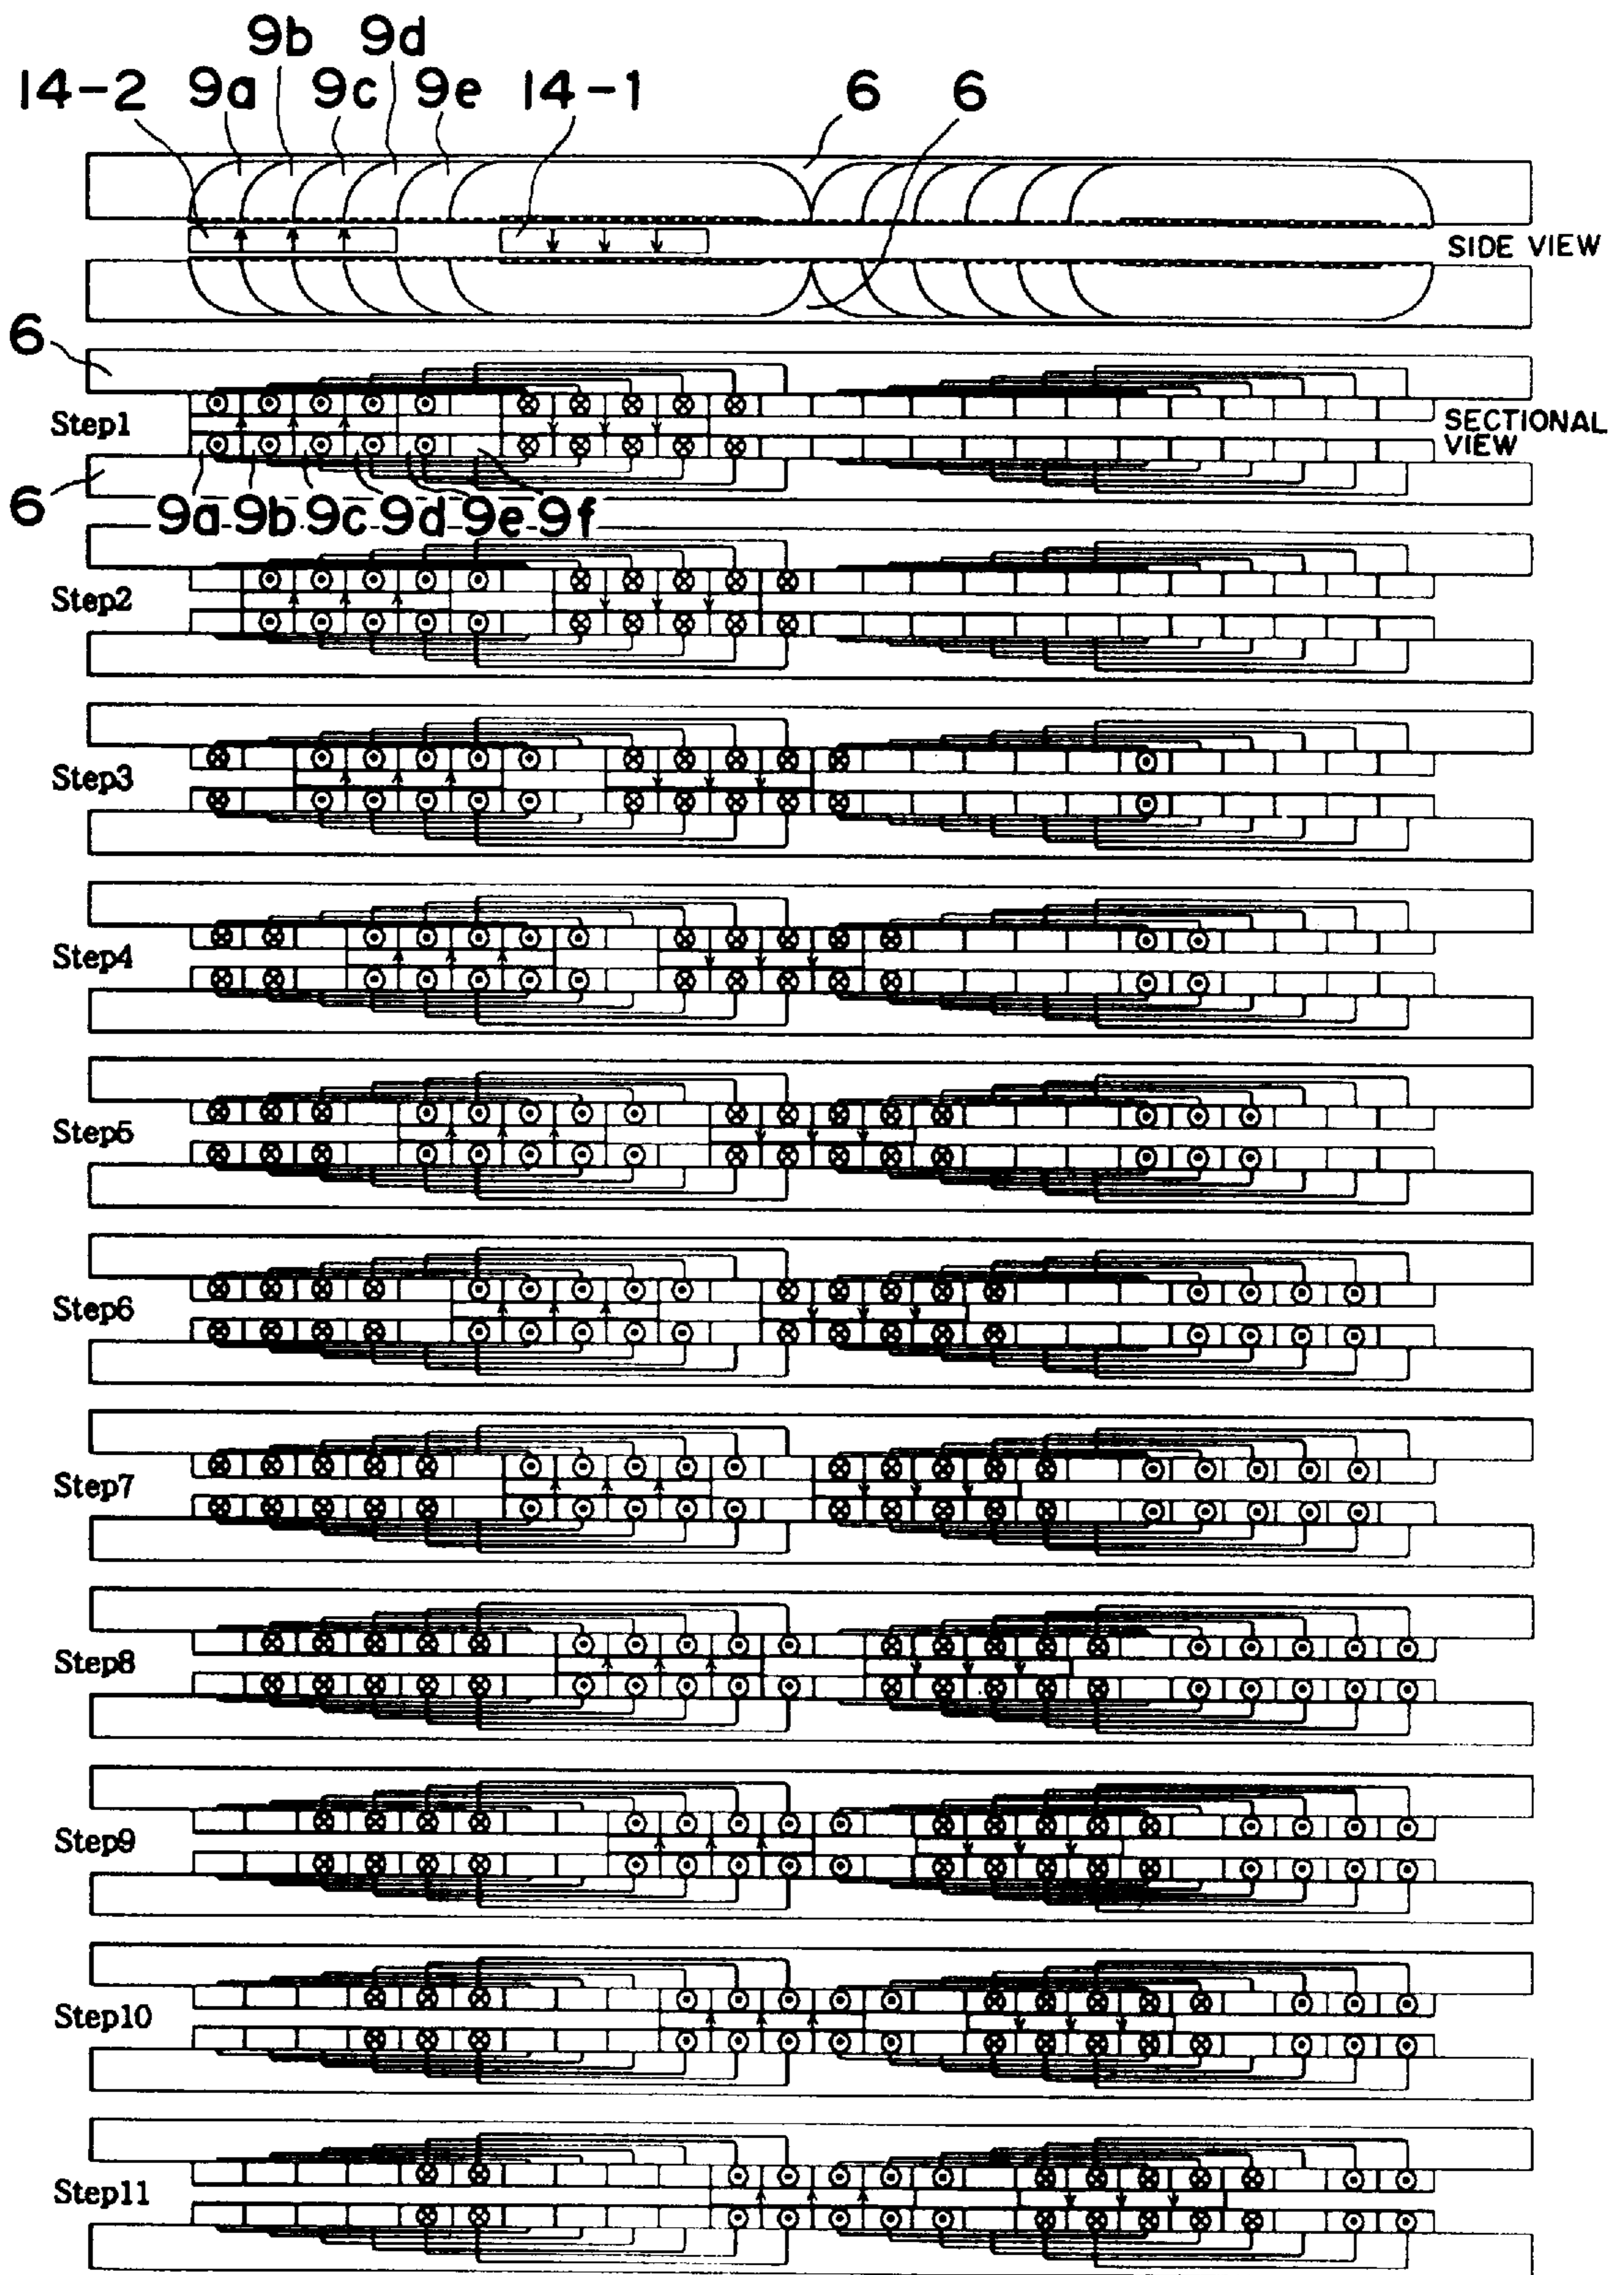 9b 9d
14-2 9a 9c 9e 14-1 6 6
SIDE VIEW
6
Step1
SECTIONAL
VIEW
6 9a 9b 9c 9d 9e 9f
Step2
Step3
Step4
Step5
Step6
Step7
Step8
Step9
Step10
Step11